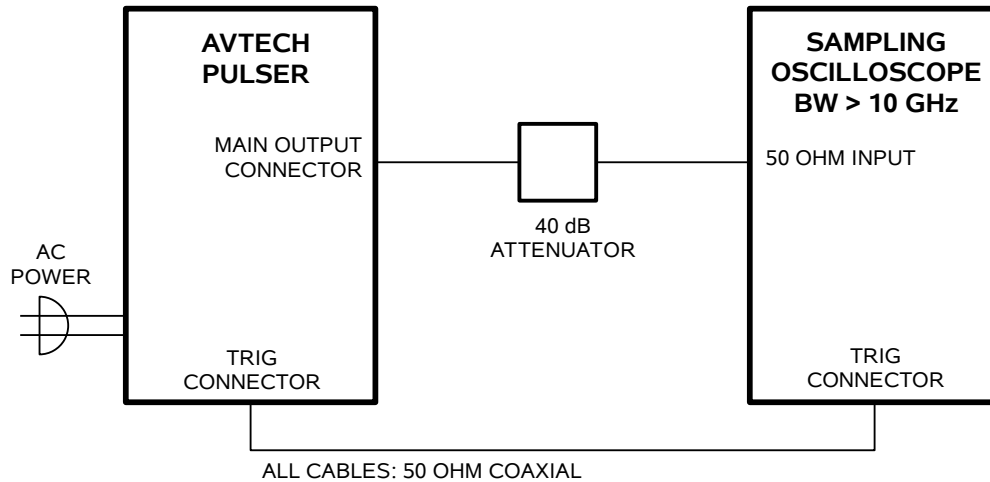 AVTECH
PULSER
MAIN OUTPUT
CONNECTOR
AC
POWER
TRIG
CONNECTOR
40 dB
ATTENUATOR
SAMPLING
OSCILLOSCOPE
BW > 10 GHz
50 OHM INPUT
TRIG
CONNECTOR
ALL CABLES: 50 OHM COAXIAL